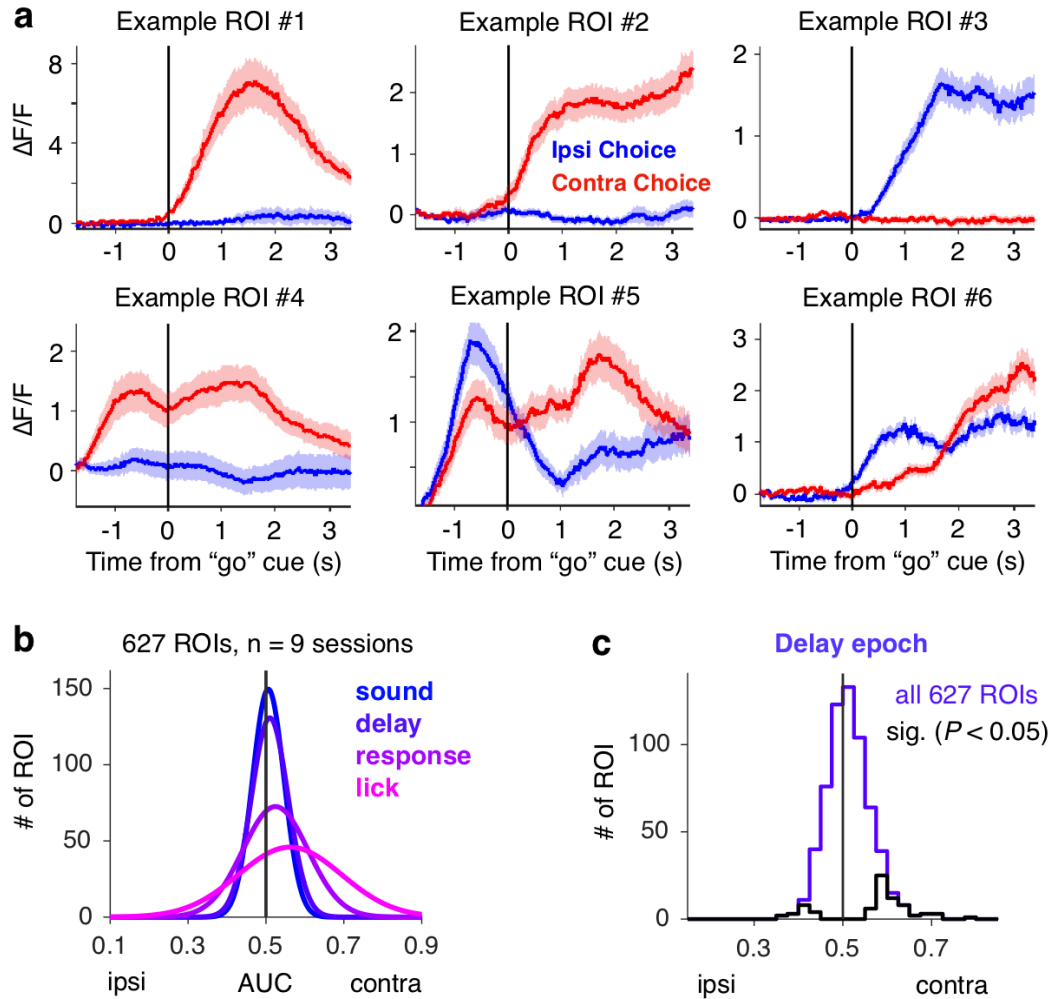 a
Example ROI #1
Example ROI #2
Example ROI #3
ΔF/F
8
4
0
-1 0 1 2 3
2
1
0
Ipsi Choice
Contra Choice
-1 0 1 2 3
2
1
0
-1 0 1 2 3
Example ROI #4
Example ROI #5
Example ROI #6
ΔF/F
2
1
0
-1 0 1 2 3
Time from “go” cue (s)
2
1
-1 0 1 2 3
Time from “go” cue (s)
3
2
1
0
-1 0 1 2 3
Time from “go” cue (s)
b
627 ROIs, n = 9 sessions
# of ROI
150
100
50
0
sound
delay
response
lick
0.1 0.3 0.5 0.7 0.9
ipsi AUC contra
c
Delay epoch
# of ROI
100
50
0
all 627 ROIs
sig. (P < 0.05)
0.3 0.5 0.7
ipsi contra